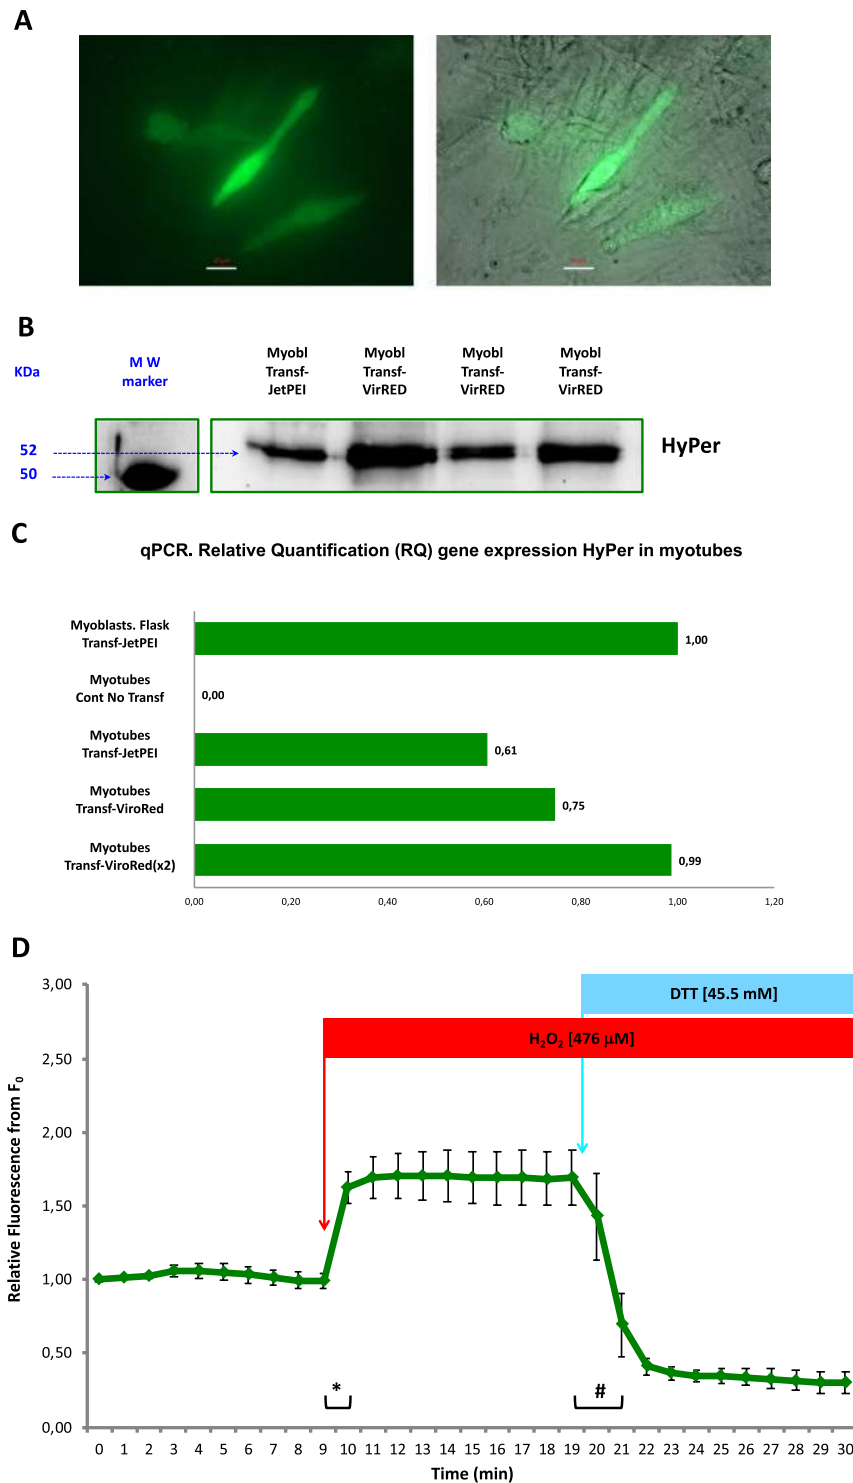 A
B
KDa
M W
marker
Myobl
Transf-
JetPEI
Myobl
Transf-
VirRED
Myobl
Transf-
VirRED
Myobl
Transf-
VirRED
52
50
HyPer
C
qPCR. Relative Quantification (RQ) gene expression HyPer in myotubes
Myoblasts. Flask
Transf-JetPEI
1,00
Myotubes
Cont No Transf
0,00
Myotubes
Transf-JetPEI
0,61
Myotubes
Transf-ViroRed
0,75
Myotubes
Transf-ViroRed(x2)
0,99
0,00 0,20 0,40 0,60 0,80 1,00 1,20
D
Relative Fluorescence from F₀
3,00
2,50
2,00
1,50
1,00
0,50
0,00
DTT [45.5 mM]
H₂O₂ [476 μM]
*
#
0 1 2 3 4 5 6 7 8 9 10 11 12 13 14 15 16 17 18 19 20 21 22 23 24 25 26 27 28 29 30
Time (min)